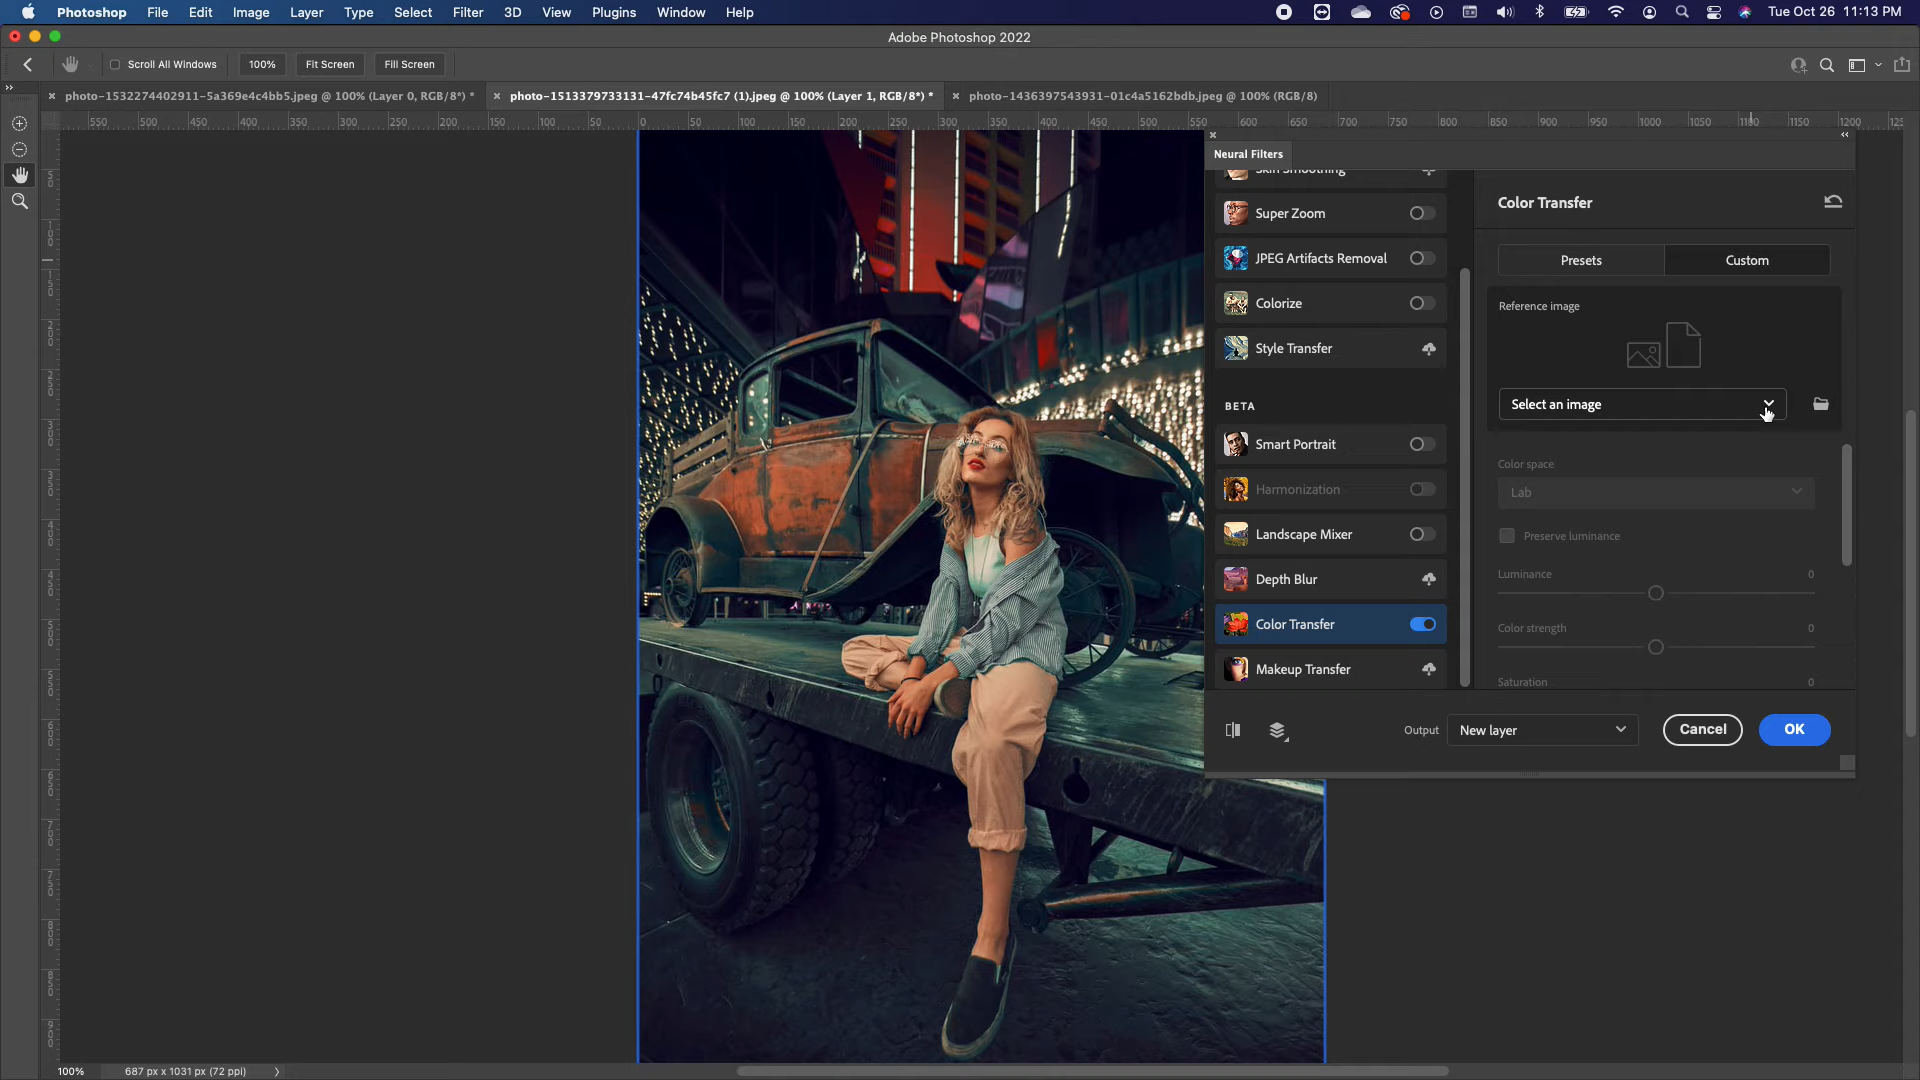 Photoshop File Edit Image Layer Type Select Filter 3D View Plugins Window Help Tue Oct 26 11:13 PM
Adobe Photoshop 2022
Scroll All Windows 100% Fit Screen Fill Screen
photo-1532274402911-5a369e4c4bb5.jpeg @ 100% (Layer 0, RGB/8*) * photo-1513379733131-47fc74b45fc7 (1).jpeg @ 100% (Layer 1, RGB/8*) * photo-1436397543931-01c4a5162bdb.jpeg @ 100% (RGB/8)
550 500 450 400 350 300 250 200 150 100 50 0 50 100 150 200 250 300 350 400 450 500 550 600 650 700 750 800 850 900 950 1000 1050 1100 1150 1200
Neural Filters
Skin Smoothing
Super Zoom
JPEG Artifacts Removal
Colorize
Style Transfer
BETA
Smart Portrait
Harmonization
Landscape Mixer
Depth Blur
Color Transfer
Makeup Transfer
Color Transfer
Presets Custom
Reference image
Select an image
Color space
Lab
Preserve luminance
Luminance 0
Color strength 0
Saturation 0
Output New layer Cancel OK
100% 687 px x 1031 px (72 ppi)